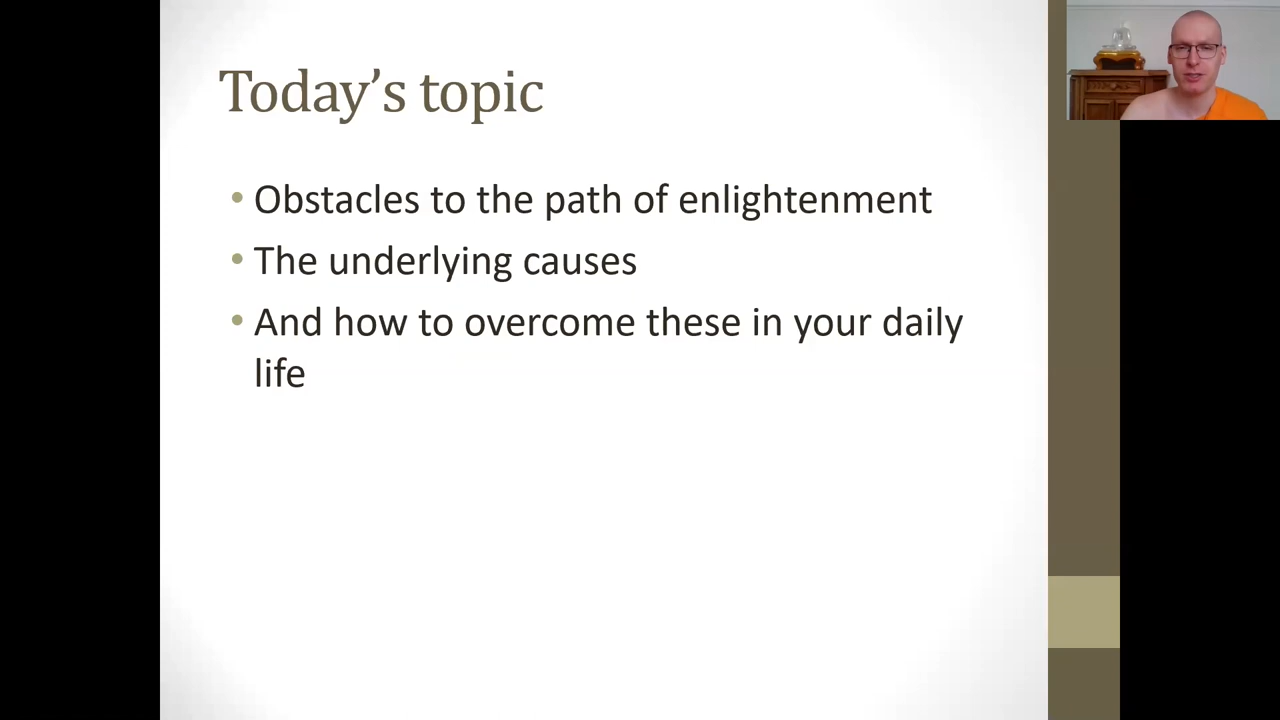 Today’s topic
• Obstacles to the path of enlightenment
• The underlying causes
• And how to overcome these in your daily
life